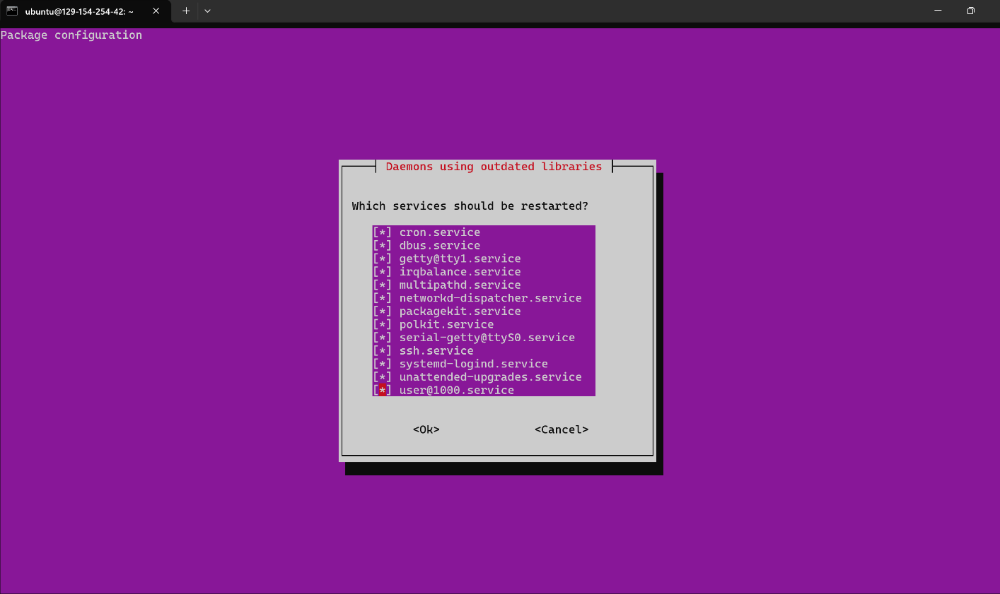 ubuntu@129-154-254-42: ~
Package configuration
Daemons using outdated libraries
Which services should be restarted?
[*] cron.service
[*] dbus.service
[*] getty@tty1.service
[*] irqbalance.service
[*] multipathd.service
[*] networkd-dispatcher.service
[*] packagekit.service
[*] polkit.service
[*] serial-getty@ttyS0.service
[*] ssh.service
[*] systemd-logind.service
[*] unattended-upgrades.service
[*] user@1000.service
<Ok> <Cancel>